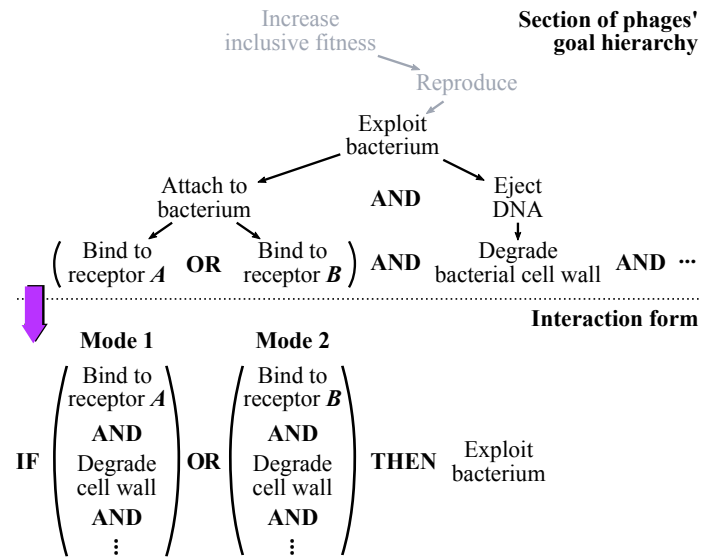 Increase
inclusive fitness
Section of phages'
goal hierarchy
Reproduce
Exploit
bacterium
Attach to
bacterium
AND
Eject
DNA
( Bind to
receptor A
OR
Bind to
receptor B )
AND
Degrade
bacterial cell wall
AND ...
Interaction form
Mode 1
Mode 2
IF
Bind to
receptor A
AND
Degrade
cell wall
AND
⋮
OR
Bind to
receptor B
AND
Degrade
cell wall
AND
⋮
THEN
Exploit
bacterium